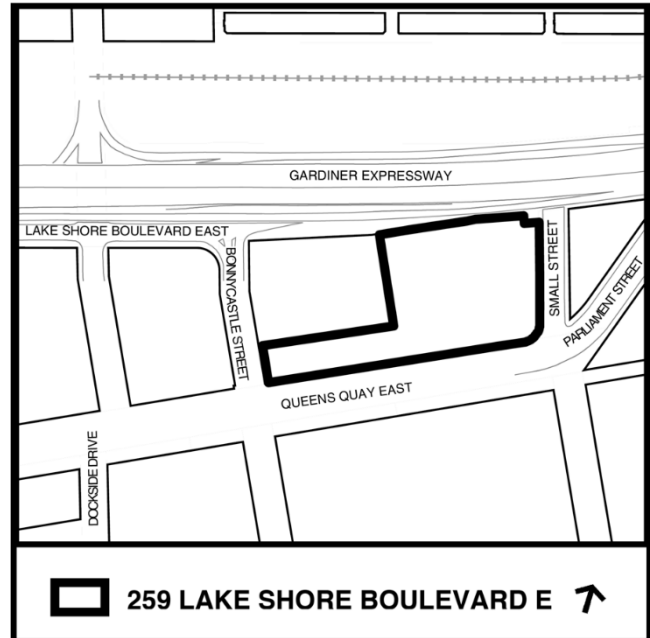 GARDINER EXPRESSWAY
LAKE SHORE BOULEVARD EAST
BONNYCASTLE STREET
SMALL STREET
PARLIAMENT STREET
QUEENS QUAY EAST
DOCKSIDE DRIVE
259 LAKE SHORE BOULEVARD E